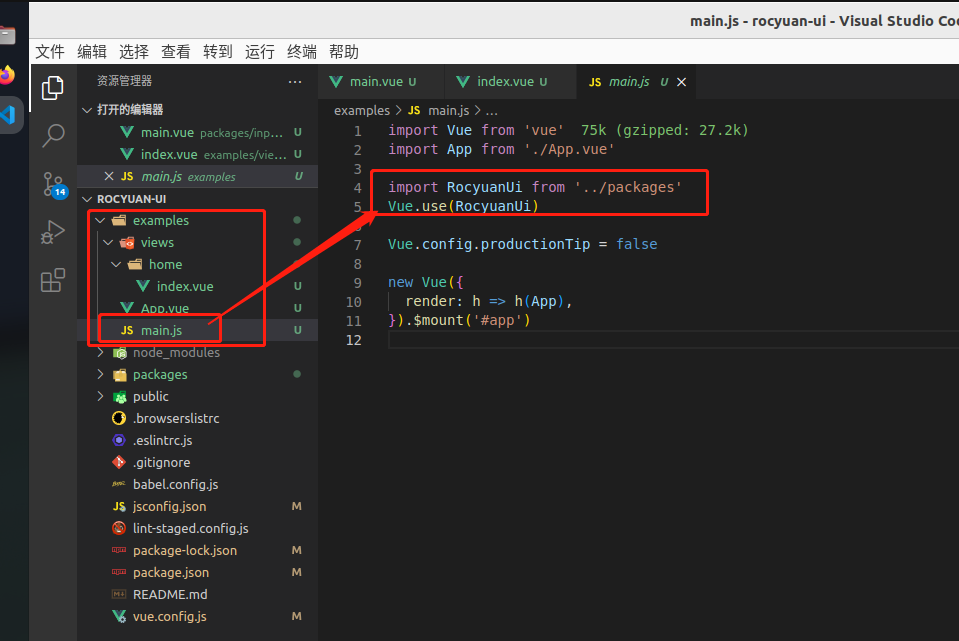 main.js - rocyuan-ui - Visual Studio
文件 编辑 选择 查看 转到 运行 终端 帮助
资源管理器 ...
main.vue U index.vue U JS main.js U
打开的编辑器
main.vue packages/inp... U
index.vue examples/vie... U
JS main.js examples U
14
ROCYUAN-UI
examples
views
home
index.vue U
App.vue U
JS main.js U
node_modules
packages
public
.browserslistrc
.eslintrc.js
.gitignore
babel.config.js
JS jsconfig.json M
lint-staged.config.js
package-lock.json M
package.json M
README.md
vue.config.js M
examples > JS main.js > ...
1 import Vue from 'vue' 75k (gzipped: 27.2k)
2 import App from './App.vue'
3
4 import RocyuanUi from '../packages'
5 Vue.use(RocyuanUi)
6
7 Vue.config.productionTip = false
8
9 new Vue({
10 render: h => h(App),
11 }).$mount('#app')
12